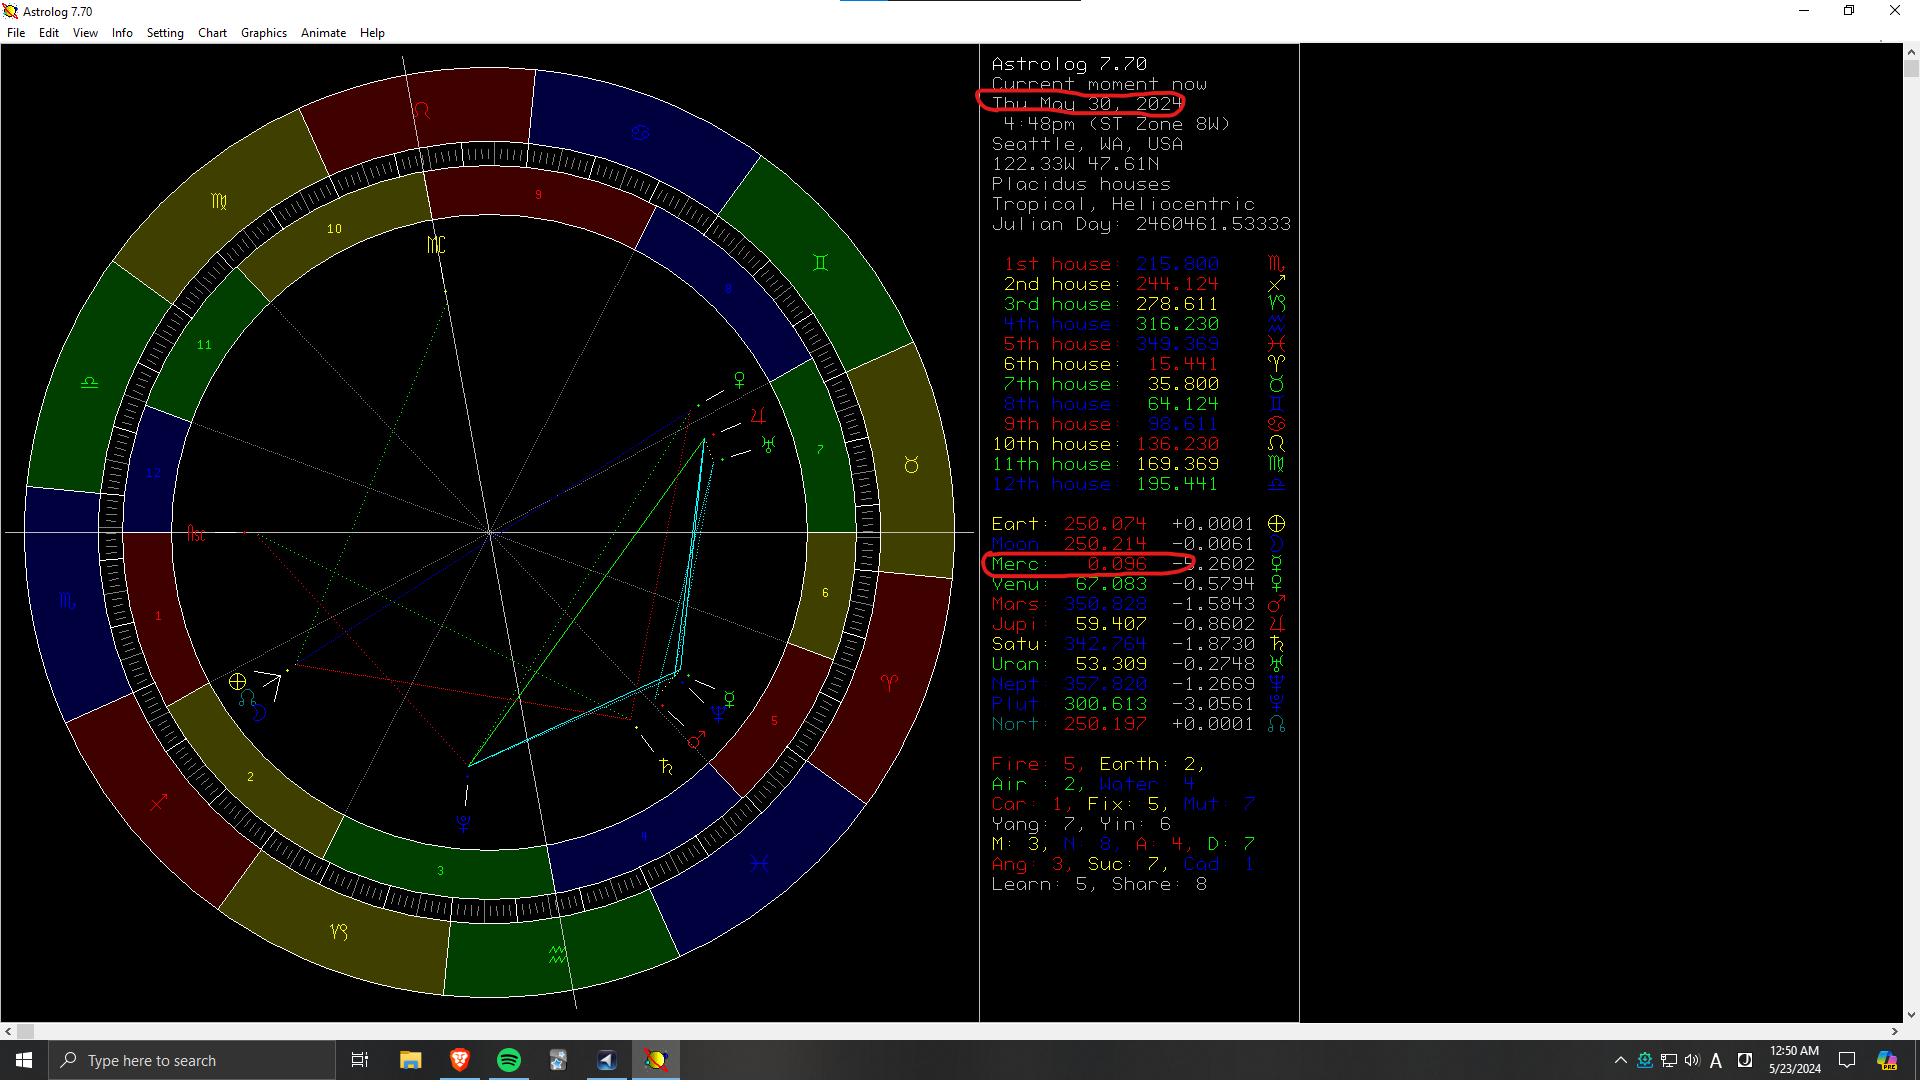 Astrolog 7.70
File Edit View Info Setting Chart Graphics Animate Help
Astrolog 7.70
Current moment now
Thu May 30, 2024
4:48pm (ST Zone 8W)
Seattle, WA, USA
122.33W 47.61N
Placidus houses
Tropical, Heliocentric
Julian Day: 2460461.53333
1st house: 215.800 ♏
2nd house: 244.124 ♐
3rd house: 278.611 ♑
4th house: 316.230 ♒
5th house: 349.369 ♓
6th house: 15.441 ♈
7th house: 35.800 ♉
8th house: 64.124 ♊
9th house: 98.611 ♋
10th house: 136.230 ♌
11th house: 169.369 ♍
12th house: 195.441 ♎
Eart: 250.074 +0.0001 ⊕
Moon: 250.214 -0.0061 ☽
Merc: 0.096 -5.2602 ☿
Venu: 67.083 -0.5794 ♀
Mars: 350.828 -1.5843 ♂
Jupi: 59.407 -0.8602 ♃
Satu: 342.764 -1.8730 ♄
Uran: 53.309 -0.2748 ♅
Nept: 357.820 -1.2669 ♆
Plut: 300.613 -3.0561
Nort: 250.197 +0.0001 ☊
Fire: 5, Earth: 2,
Air : 2, Water: 4
Car: 1, Fix: 5, Mut: 7
Yang: 7, Yin: 6
M: 3, N: 8, A: 4, D: 7
Ang: 3, Suc: 7, Cad: 1
Learn: 5, Share: 8
9
10
MC
8
11
7
12
Asc
6
1
5
2
4
3
Type here to search
A
12:50 AM
5/23/2024
PRE